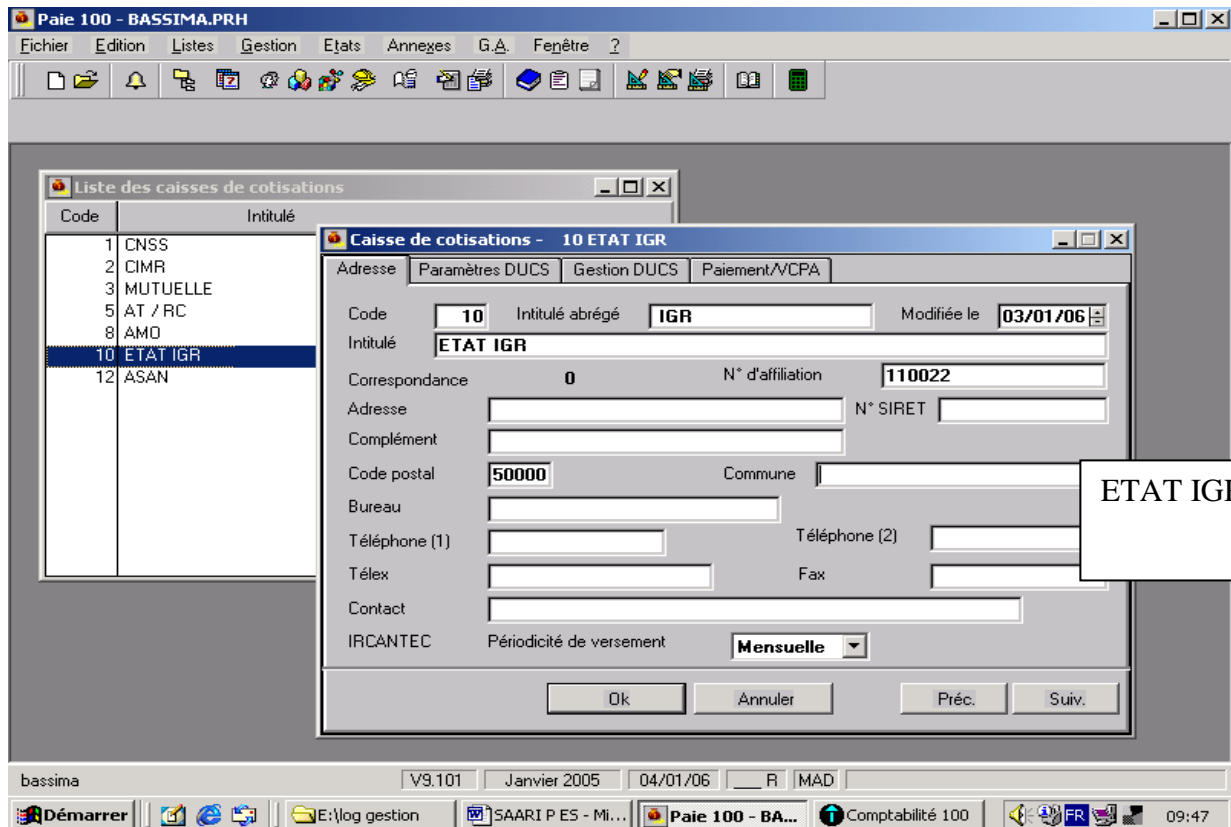 Paie 100 - BASSIMA.PRH
Fichier Edition Listes Gestion Etats Annexes G.A. Fenêtre ?
Liste des caisses de cotisations
Code Intitulé
1 CNSS
2 CIMR
3 MUTUELLE
5 AT / RC
8 AMO
10 ETAT IGR
12 ASAN
Caisse de cotisations - 10 ETAT IGR
Adresse Paramètres DUCS Gestion DUCS Paiement/VCPA
Code 10 Intitulé abrégé IGR Modifiée le 03/01/06
Intitulé ETAT IGR
Correspondance 0 N° d'affiliation 110022
Adresse N° SIRET
Complément
Code postal 50000 Commune
Bureau
Téléphone (1) Téléphone (2)
Télex Fax
Contact
IRCANTEC Périodicité de versement Mensuelle
Ok Annuler Préc. Suiv.
ETAT IGR
bassima V9.101 Janvier 2005 04/01/06 ___ R MAD
Démarrer E:\log gestion SAARI P ES - Mi... Paie 100 - BA... Comptabilité 100 FR 09:47